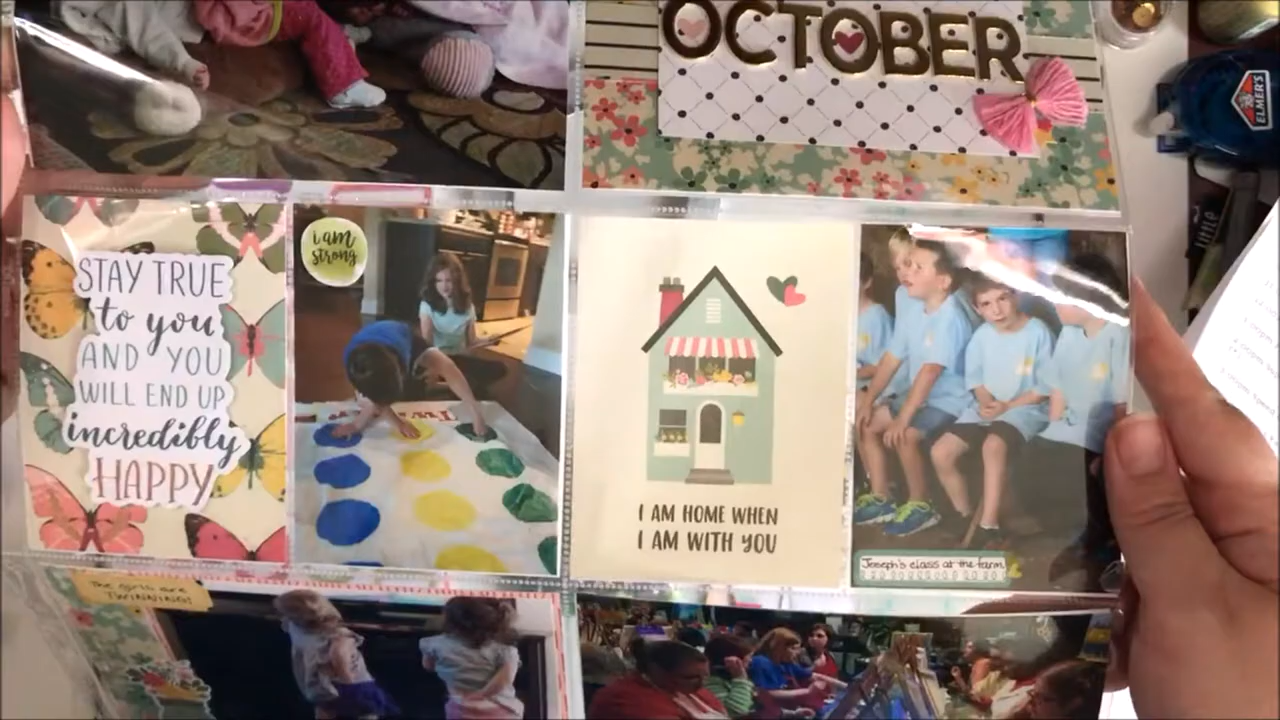 OCTOBER
ELMER'S
STAY TRUE
to you
AND YOU
WILL END UP
incredibly
HAPPY
i am
strong
I AM HOME WHEN
I AM WITH YOU
Joseph's class at the farm
The girls are
TWINNING!